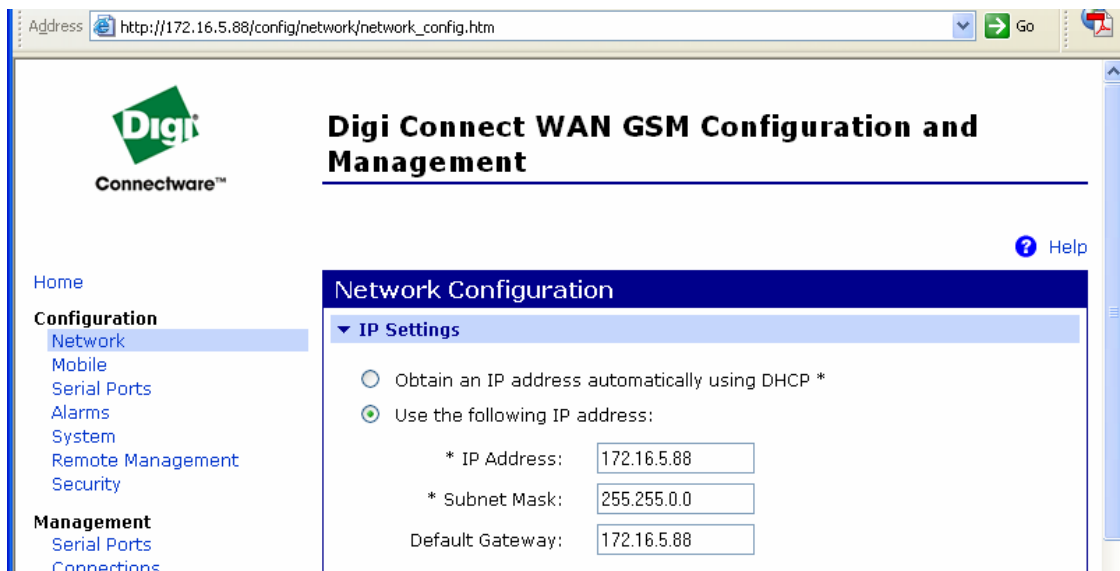 Address http://172.16.5.88/config/network/network_config.htm Go
Digi
Connectware™
Digi Connect WAN GSM Configuration and
Management
? Help
Home
Configuration
Network
Mobile
Serial Ports
Alarms
System
Remote Management
Security
Management
Serial Ports
Connections
Network Configuration
IP Settings
Obtain an IP address automatically using DHCP *
Use the following IP address:
* IP Address: 172.16.5.88
* Subnet Mask: 255.255.0.0
Default Gateway: 172.16.5.88